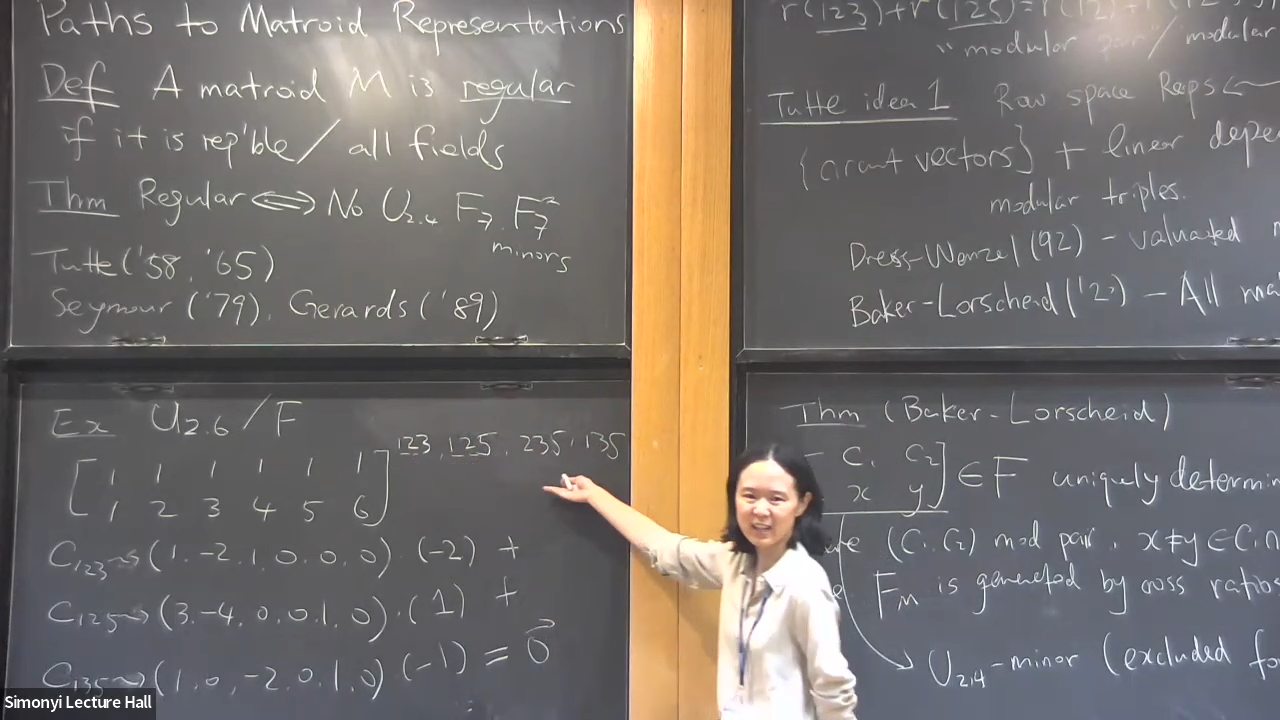 Paths to Matroid Representations
Def A matroid M is regular
if it is rep'ble / all fields
Thm Regular ⟺ No U2,4 F7, F7*
minors
Tutte ('58, '65)
Seymour ('79), Gerards ('89)
Ex U2,6 / F
[1 1 1 1 1 1
1 2 3 4 5 6]
123, 125, 235, 135
C123 ⇝ (1, -2, 1, 0, 0, 0) · (-2) +
C125 ⇝ (3, -4, 0, 0, 1, 0) · (1) +
C135 ⇝ (1, 0, -2, 0, 1, 0) (-1) = 0⃗
r(123) + r(125) = r(12) +
"modular pair" / modular
Tutte idea 1 Row space Reps ←
{circuit vectors} + linear
modular triples.
Dress-Wenzel (92) - valuated
Baker-Lorscheid ('2 ) - All
Thm (Baker-Lorscheid)
C1 C2
x y] ∈ F uniquely
(C1, C2) mod pair, x ≠ y ∈ C1 ∩
FM is generated by cross ratios
U2,4 - minor (excluded
Simonyi Lecture Hall